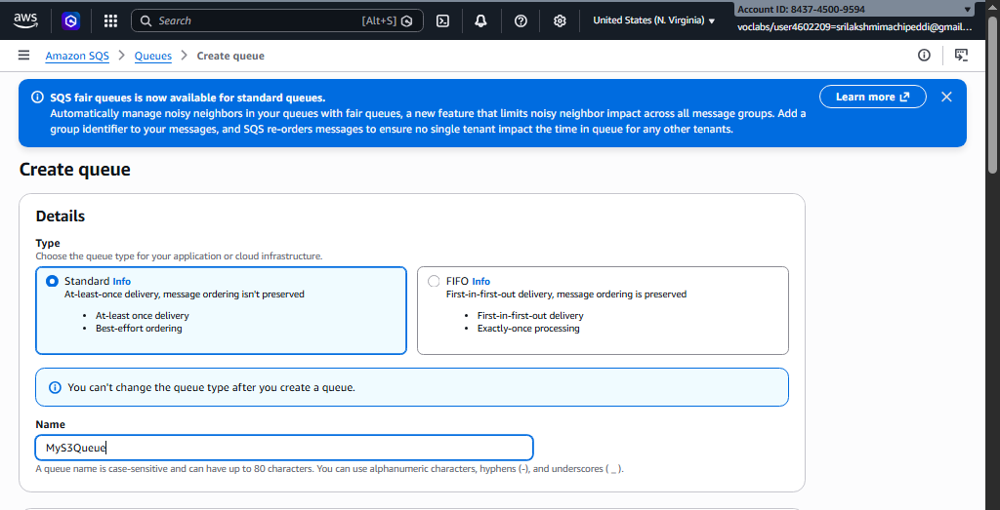 aws
Search
[Alt+S]
United States (N. Virginia)
Account ID: 8437-4500-9594
voclabs/user4602209=srilakshmimachipeddi@gmail...
Amazon SQS
Queues
Create queue
SQS fair queues is now available for standard queues.
Automatically manage noisy neighbors in your queues with fair queues, a new feature that limits noisy neighbor impact across all message groups. Add a
group identifier to your messages, and SQS re-orders messages to ensure no single tenant impact the time in queue for any other tenants.
Learn more
Create queue
Details
Type
Choose the queue type for your application or cloud infrastructure.
Standard Info
At-least-once delivery, message ordering isn't preserved
• At-least once delivery
• Best-effort ordering
FIFO Info
First-in-first-out delivery, message ordering is preserved
• First-in-first-out delivery
• Exactly-once processing
You can't change the queue type after you create a queue.
Name
MyS3Queue
A queue name is case-sensitive and can have up to 80 characters. You can use alphanumeric characters, hyphens (-), and underscores ( _ ).